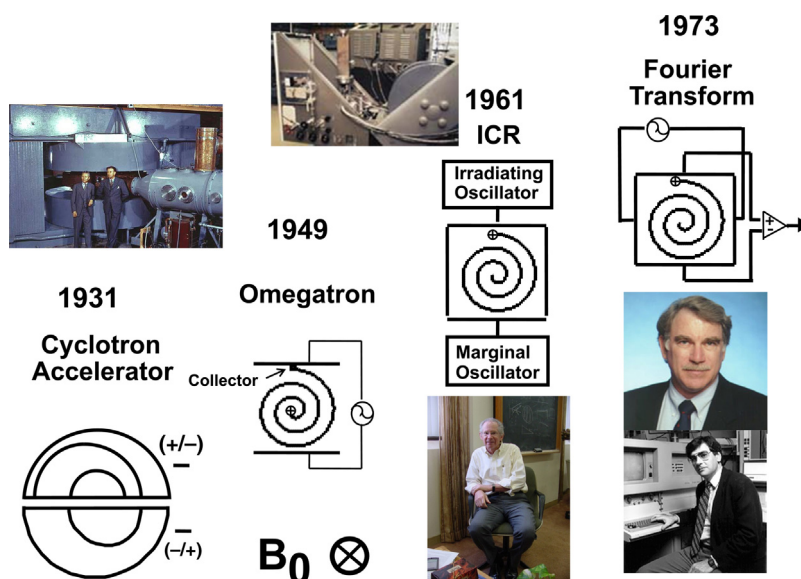 1931
Cyclotron
Accelerator
(+/–)
–
–
(–/+)
1949
Omegatron
Collector
B0
1961
ICR
Irradiating
Oscillator
Marginal
Oscillator
1973
Fourier
Transform
+
-